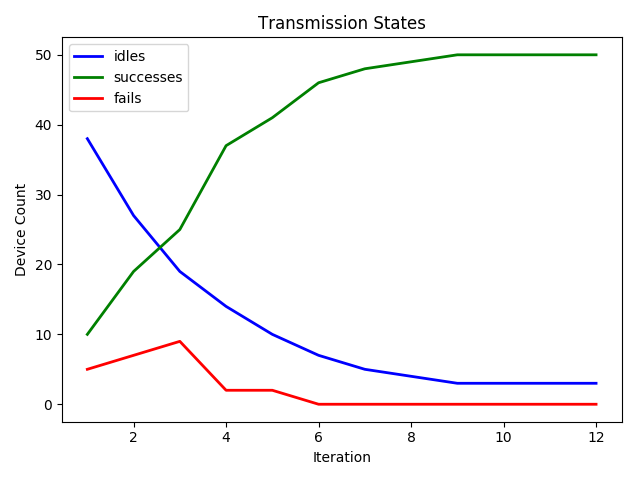 Transmission States
50
40
30
20
10
0
Device Count
idles
successes
fails
2
4
6
8
10
12
Iteration